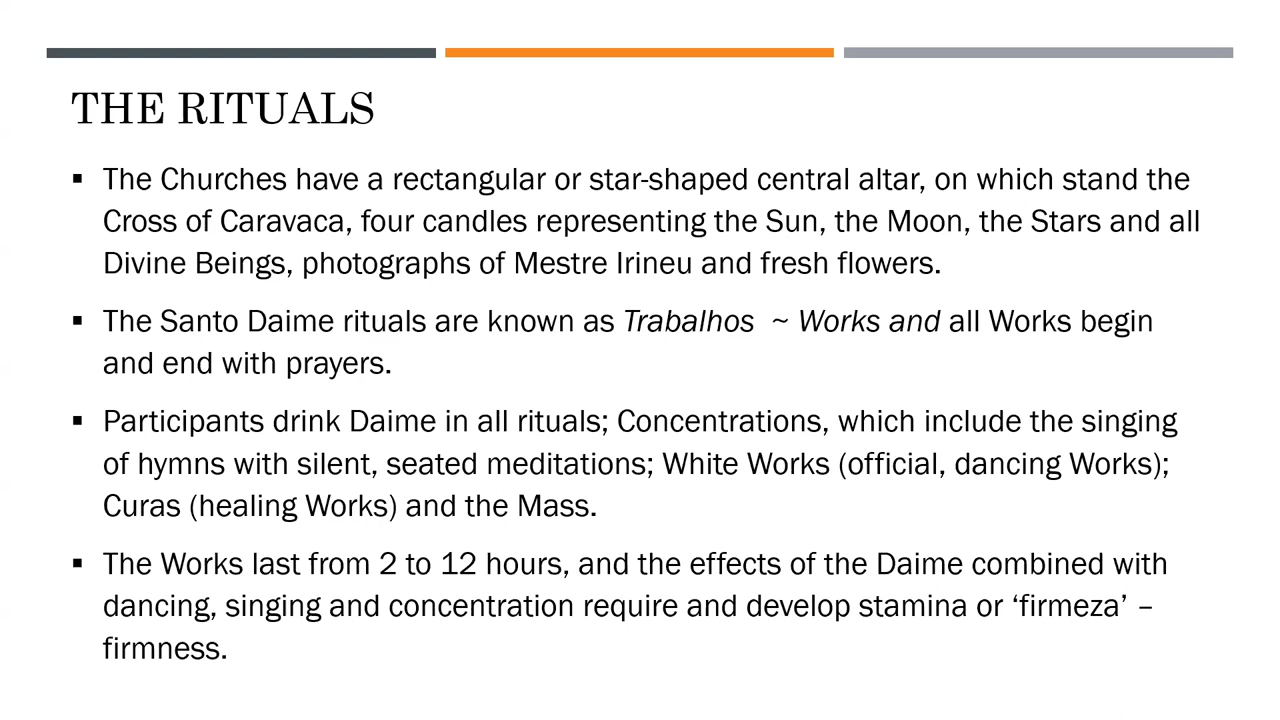 THE RITUALS
▪ The Churches have a rectangular or star-shaped central altar, on which stand the
Cross of Caravaca, four candles representing the Sun, the Moon, the Stars and all
Divine Beings, photographs of Mestre Irineu and fresh flowers.
▪ The Santo Daime rituals are known as Trabalhos ~ Works and all Works begin
and end with prayers.
▪ Participants drink Daime in all rituals; Concentrations, which include the singing
of hymns with silent, seated meditations; White Works (official, dancing Works);
Curas (healing Works) and the Mass.
▪ The Works last from 2 to 12 hours, and the effects of the Daime combined with
dancing, singing and concentration require and develop stamina or ‘firmeza’ –
firmness.